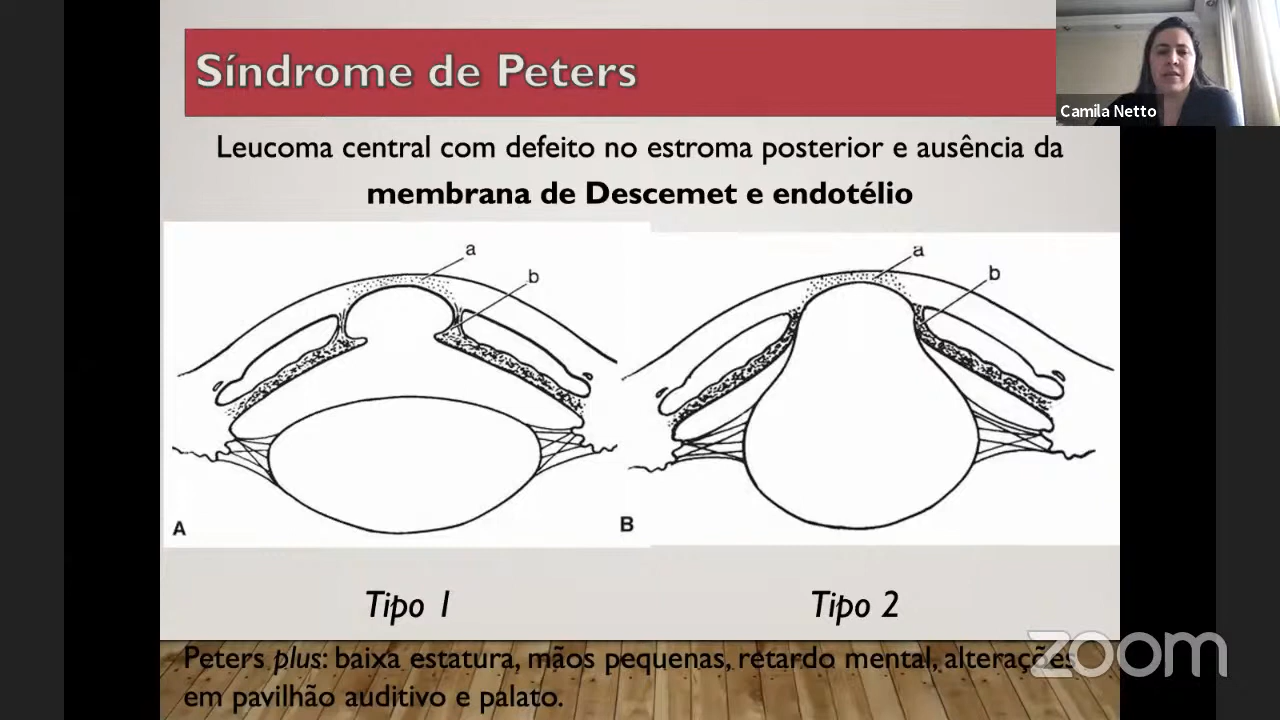 Síndrome de Peters
Camila Netto
Leucoma central com defeito no estroma posterior e ausência da
membrana de Descemet e endotélio
a
b
A
a
b
B
Tipo 1
Tipo 2
Peters plus: baixa estatura, mãos pequenas, retardo mental, alterações
em pavilhão auditivo e palato.
zoom